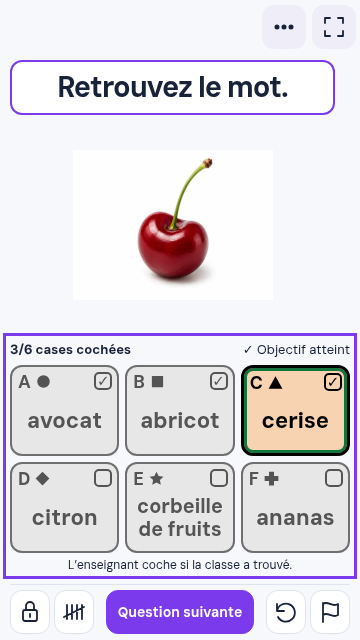 Retrouvez le mot.
3/6 cases cochées
✓ Objectif atteint
A
avocat
B
abricot
C
cerise
D
citron
E
corbeille
de fruits
F
ananas
L'enseignant coche si la classe a trouvé.
Question suivante